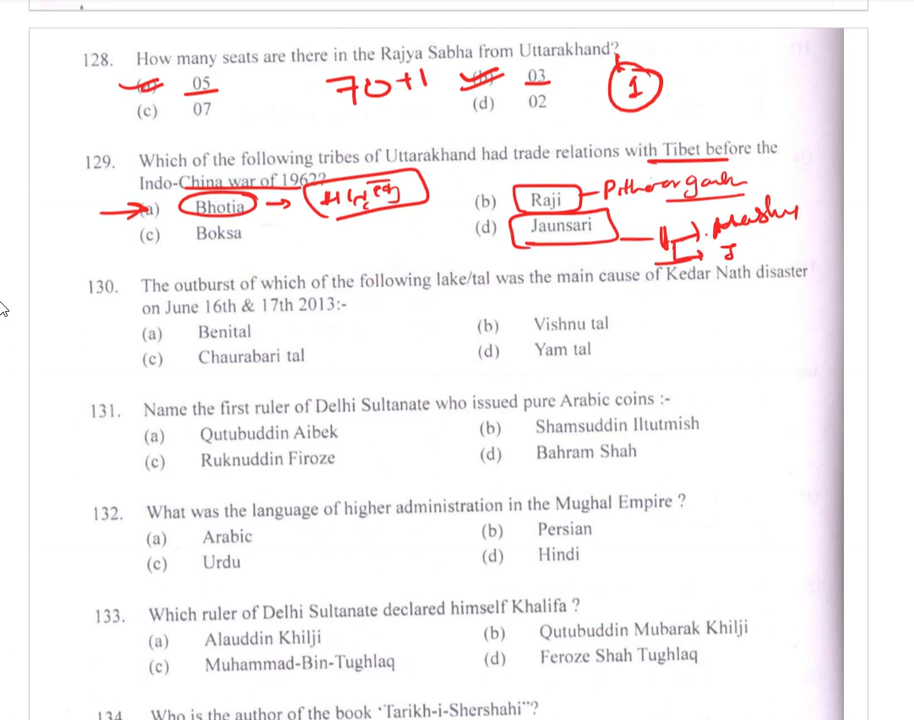 128. How many seats are there in the Rajya Sabha from Uttarakhand?
05 70+1 03 1
(c) 07 (d) 02
129. Which of the following tribes of Uttarakhand had trade relations with Tibet before the
Indo-China war of 1962?
(a) Bhotia (b) Raji
(c) Boksa (d) Jaunsari
130. The outburst of which of the following lake/tal was the main cause of Kedar Nath disaster
on June 16th & 17th 2013:-
(a) Benital (b) Vishnu tal
(c) Chaurabari tal (d) Yam tal
131. Name the first ruler of Delhi Sultanate who issued pure Arabic coins :-
(a) Qutubuddin Aibek (b) Shamsuddin Iltutmish
(c) Ruknuddin Firoze (d) Bahram Shah
132. What was the language of higher administration in the Mughal Empire ?
(a) Arabic (b) Persian
(c) Urdu (d) Hindi
133. Which ruler of Delhi Sultanate declared himself Khalifa ?
(a) Alauddin Khilji (b) Qutubuddin Mubarak Khilji
(c) Muhammad-Bin-Tughlaq (d) Feroze Shah Tughlaq
134 Who is the author of the book 'Tarikh-i-Shershahi"?